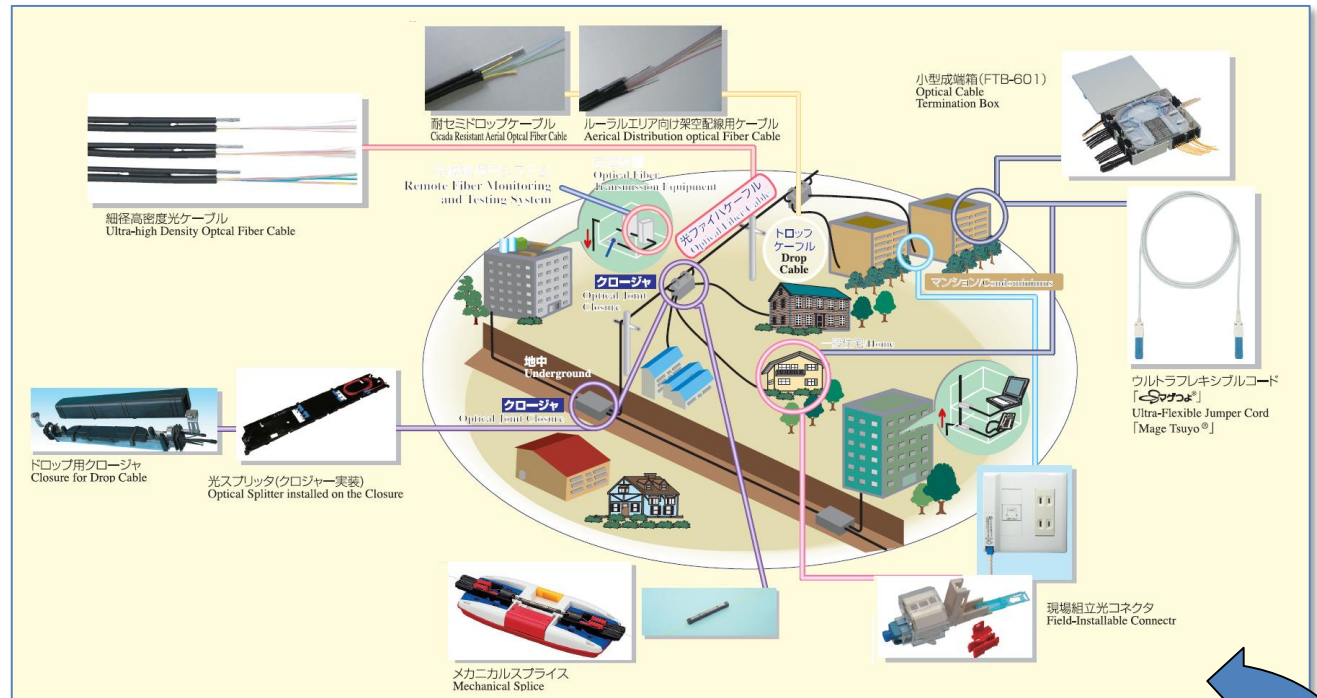 耐セミドロップケーブル
Cicada Resistant Aerial Optical Fiber Cable
ルーラルエリア向け架空配線用ケーブル
Aerical Distribution optical Fiber Cable
小型成端箱(FTB-601)
Optical Cable
Termination Box
細径高密度光ケーブル
Ultra-high Density Optcal Fiber Cable
Remote Fiber Monitoring
and Testing System
Optical Fiber
Transmission Equipment
光ファイハケーブル
Optical Fiber Cable
トロッフ
ケーブル
Drop
Cable
クロージャ
Optical Joint
Closure
マンション/Condominiums
一般住宅/Home
地中
Underground
クロージャ
Optical Joint Closure
ウルトラフレキシブルコード
「マゲつよ®」
Ultra-Flexible Jumper Cord
「Mage Tsuyo®」
ドロップ用クロージャ
Closure for Drop Cable
光スプリッタ(クロジャー実装)
Optical Splitter installed on the Closure
メカニカルスプライス
Mechanical Splice
現場組立光コネクタ
Field-Installable Connectr